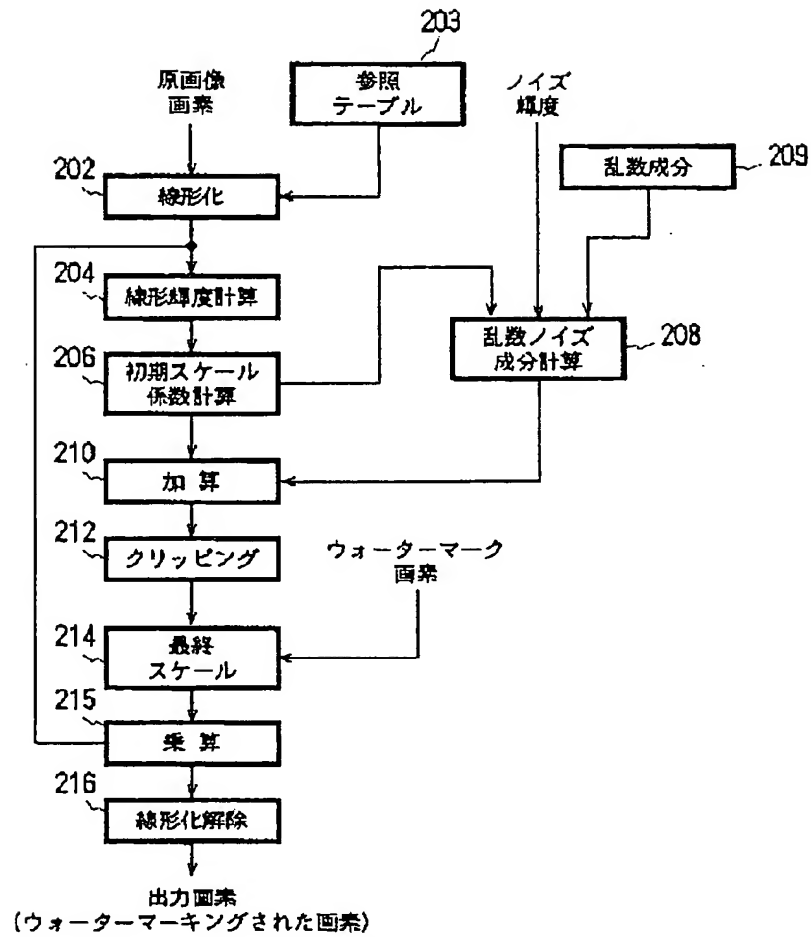 203
原画像
画素
参照
テーブル
ノイズ
輝度
202
線形化
乱数成分
209
204
線形輝度計算
206
初期スケール
係数計算
乱数ノイズ
成分計算
208
210
加 算
212
クリッピング
ウォーターマーク
画素
214
最終
スケール
215
乗 算
216
線形化解除
出力画素
(ウォーターマーキングされた画素)